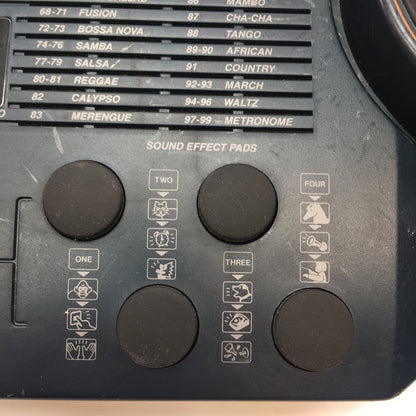 86 MAMBO
68-71 FUSION 87 CHA-CHA
72-73 BOSSA NOVA 88 TANGO
74-76 SAMBA 89-90 AFRICAN
77-79 SALSA 91 COUNTRY
80-81 REGGAE 92-93 MARCH
82 CALYPSO 94-96 WALTZ
83 MERENGUE 97-99 METRONOME
SOUND EFFECT PADS
TWO
FOUR
ONE
THREE